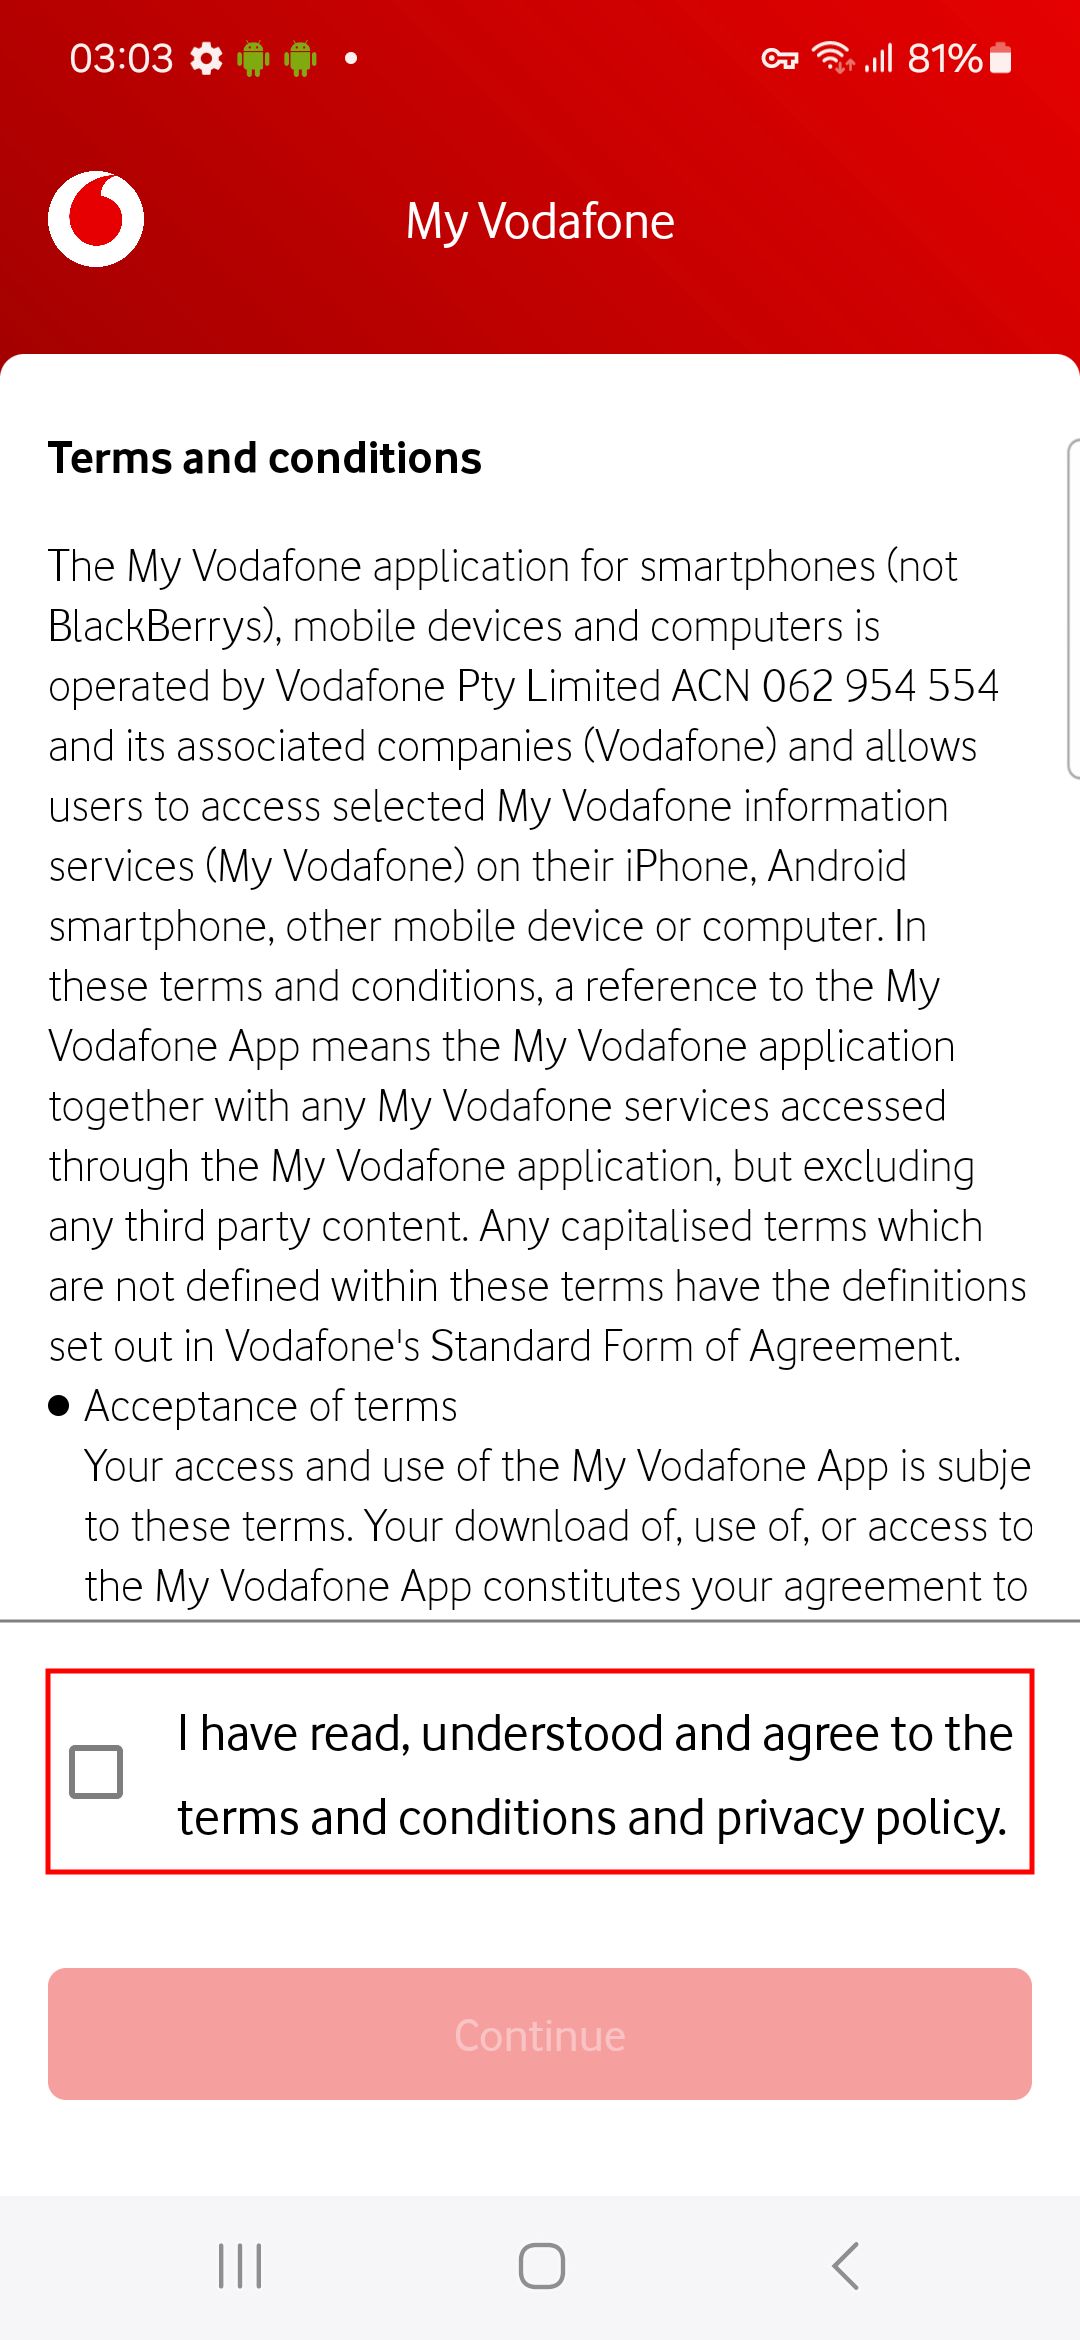 03:03
81%
My Vodafone
Terms and conditions
The My Vodafone application for smartphones (not
BlackBerrys), mobile devices and computers is
operated by Vodafone Pty Limited ACN 062 954 554
and its associated companies (Vodafone) and allows
users to access selected My Vodafone information
services (My Vodafone) on their iPhone, Android
smartphone, other mobile device or computer. In
these terms and conditions, a reference to the My
Vodafone App means the My Vodafone application
together with any My Vodafone services accessed
through the My Vodafone application, but excluding
any third party content. Any capitalised terms which
are not defined within these terms have the definitions
set out in Vodafone's Standard Form of Agreement.
● Acceptance of terms
Your access and use of the My Vodafone App is subje
to these terms. Your download of, use of, or access to
the My Vodafone App constitutes your agreement to
I have read, understood and agree to the
terms and conditions and privacy policy.
Continue